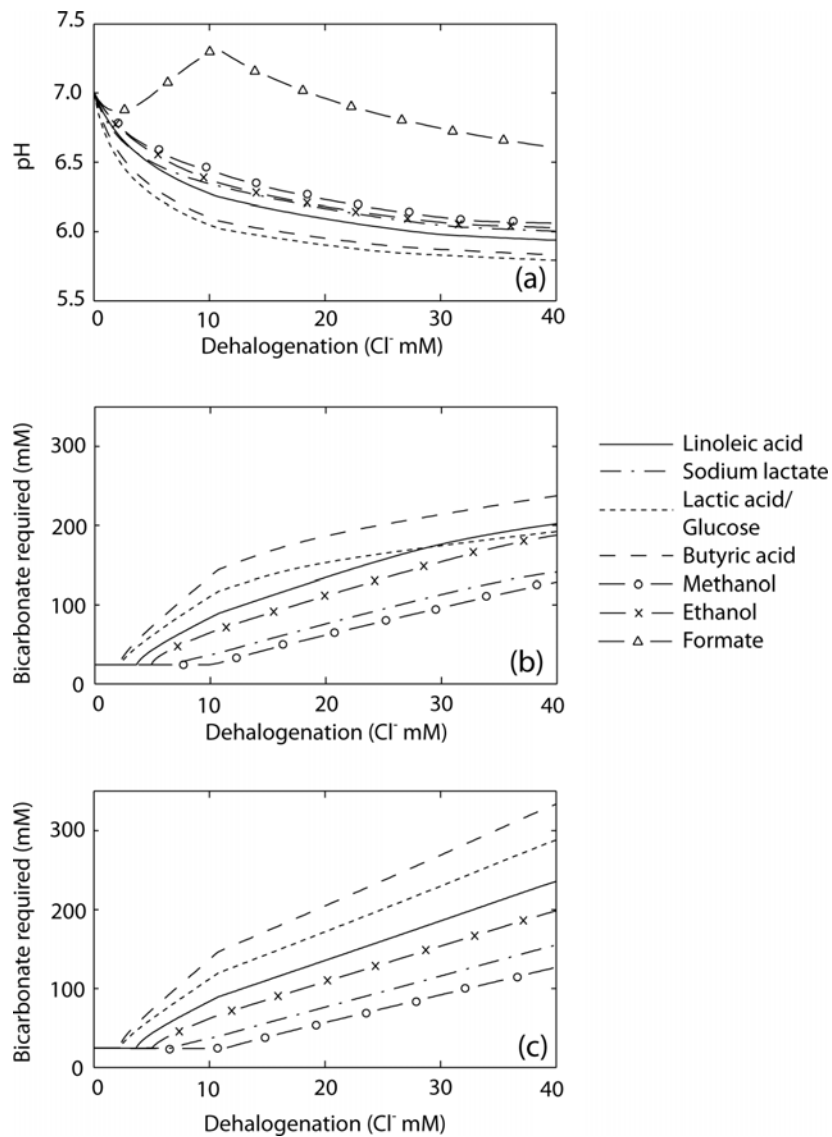 7.5
7.0
6.5
6.0
5.5
pH
(a)
0 10 20 30 40
Dehalogenation (Cl⁻ mM)
300
200
100
0
Bicarbonate required (mM)
(b)
0 10 20 30 40
Dehalogenation (Cl⁻ mM)
Linoleic acid
Sodium lactate
Lactic acid/
Glucose
Butyric acid
Methanol
Ethanol
Formate
300
200
100
0
Bicarbonate required (mM)
(c)
0 10 20 30 40
Dehalogenation (Cl⁻ mM)